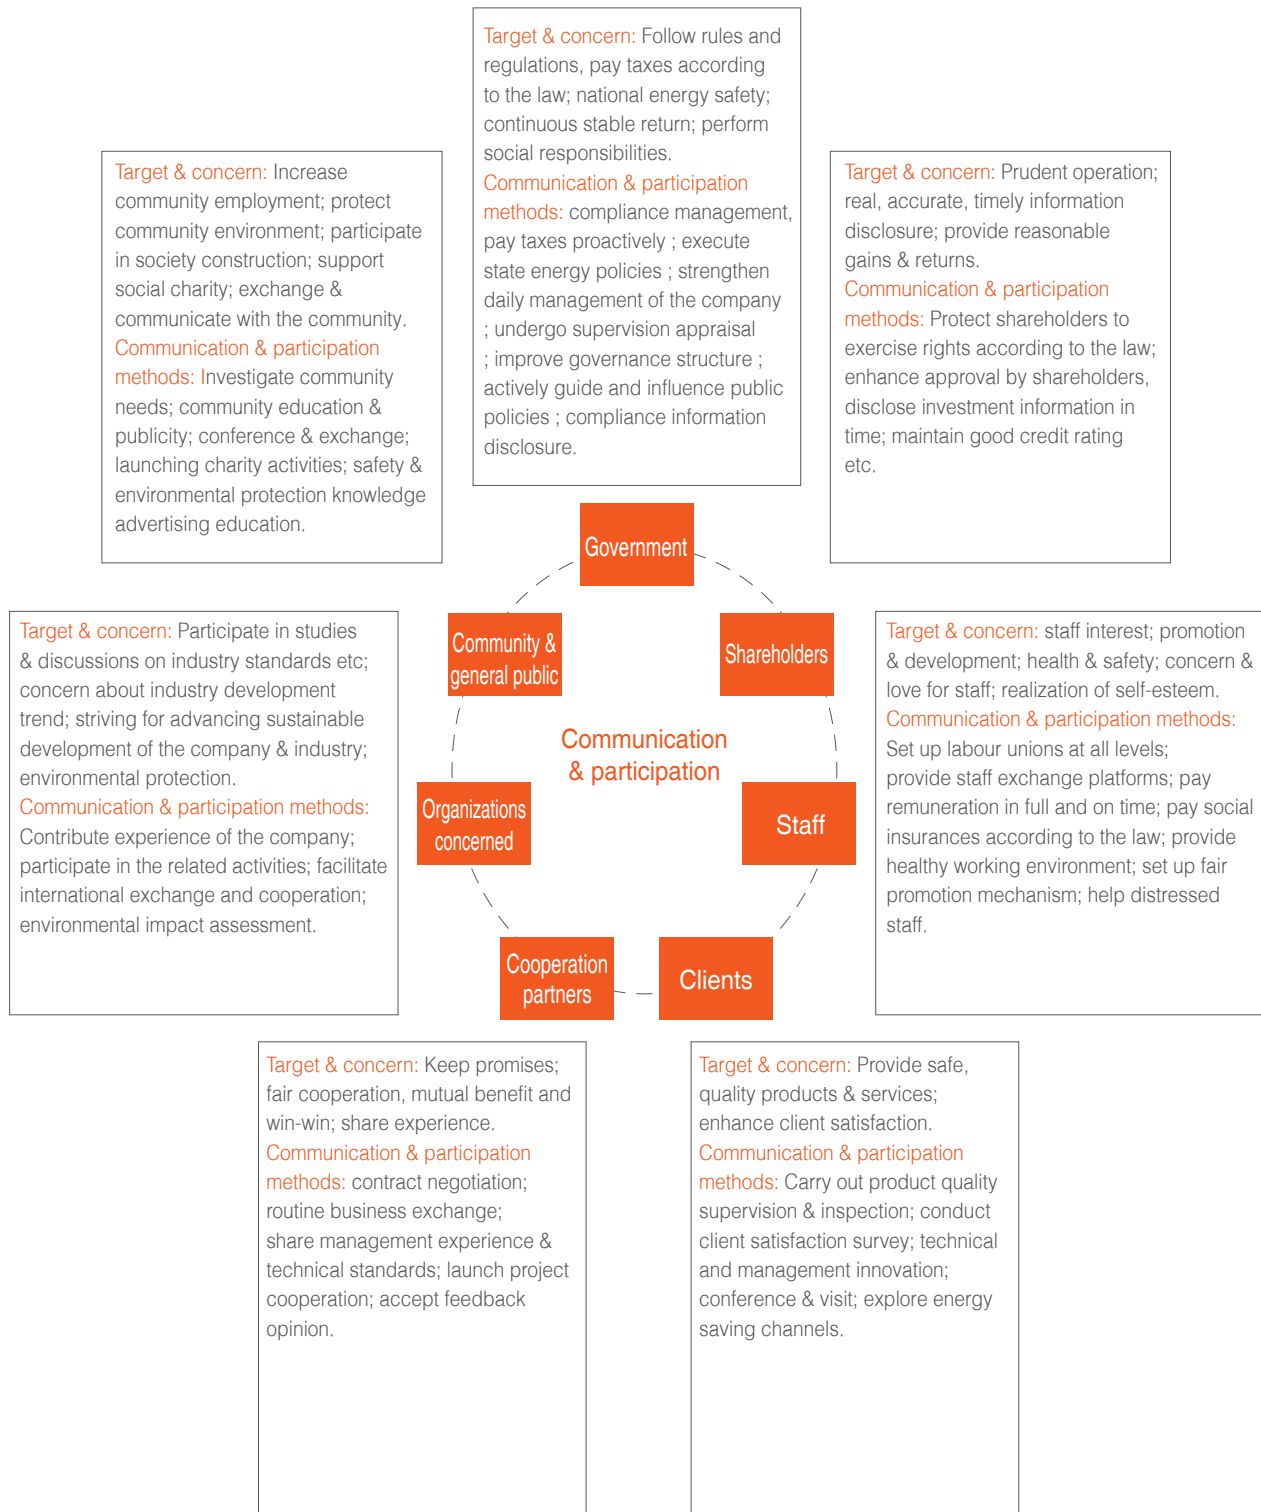 Target & concern: Follow rules and
regulations, pay taxes according
to the law; national energy safety;
continuous stable return; perform
social responsibilities.
Communication & participation
methods: compliance management,
pay taxes proactively ; execute
state energy policies ; strengthen
daily management of the company
; undergo supervision appraisal
; improve governance structure ;
actively guide and influence public
policies ; compliance information
disclosure.
Target & concern: Increase
community employment; protect
community environment; participate
in society construction; support
social charity; exchange &
communicate with the community.
Communication & participation
methods: Investigate community
needs; community education &
publicity; conference & exchange;
launching charity activities; safety &
environmental protection knowledge
advertising education.
Target & concern: Prudent operation;
real, accurate, timely information
disclosure; provide reasonable
gains & returns.
Communication & participation
methods: Protect shareholders to
exercise rights according to the law;
enhance approval by shareholders,
disclose investment information in
time; maintain good credit rating
etc.
Government
Community &
general public
Shareholders
Communication
& participation
Organizations
concerned
Staff
Cooperation
partners
Clients
Target & concern: Participate in studies
& discussions on industry standards etc;
concern about industry development
trend; striving for advancing sustainable
development of the company & industry;
environmental protection.
Communication & participation methods:
Contribute experience of the company;
participate in the related activities; facilitate
international exchange and cooperation;
environmental impact assessment.
Target & concern: staff interest; promotion
& development; health & safety; concern &
love for staff; realization of self-esteem.
Communication & participation methods:
Set up labour unions at all levels;
provide staff exchange platforms; pay
remuneration in full and on time; pay social
insurances according to the law; provide
healthy working environment; set up fair
promotion mechanism; help distressed
staff.
Target & concern: Keep promises;
fair cooperation, mutual benefit and
win-win; share experience.
Communication & participation
methods: contract negotiation;
routine business exchange;
share management experience &
technical standards; launch project
cooperation; accept feedback
opinion.
Target & concern: Provide safe,
quality products & services;
enhance client satisfaction.
Communication & participation
methods: Carry out product quality
supervision & inspection; conduct
client satisfaction survey; technical
and management innovation;
conference & visit; explore energy
saving channels.